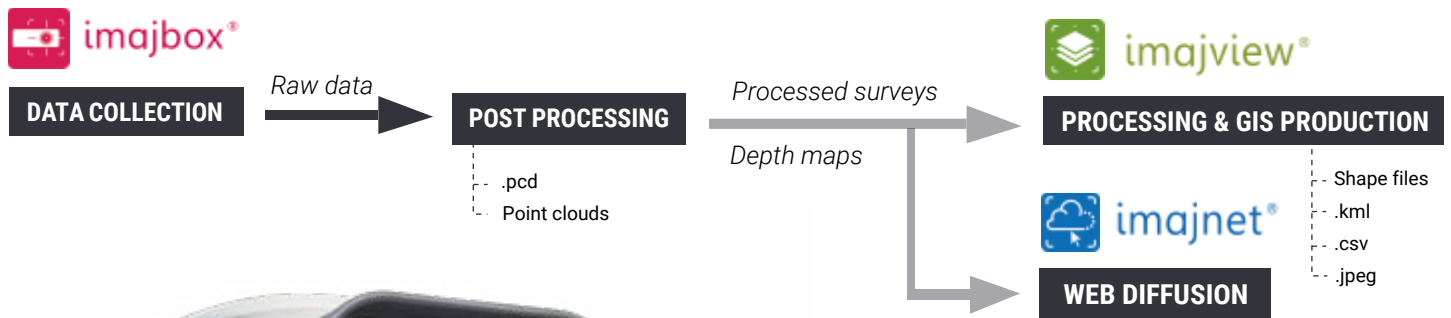 imajbox®
DATA COLLECTION
Raw data
POST PROCESSING
.pcd
Point clouds
Processed surveys
Depth maps
imajview®
PROCESSING & GIS PRODUCTION
Shape files
.kml
.csv
.jpeg
imajnet®
WEB DIFFUSION